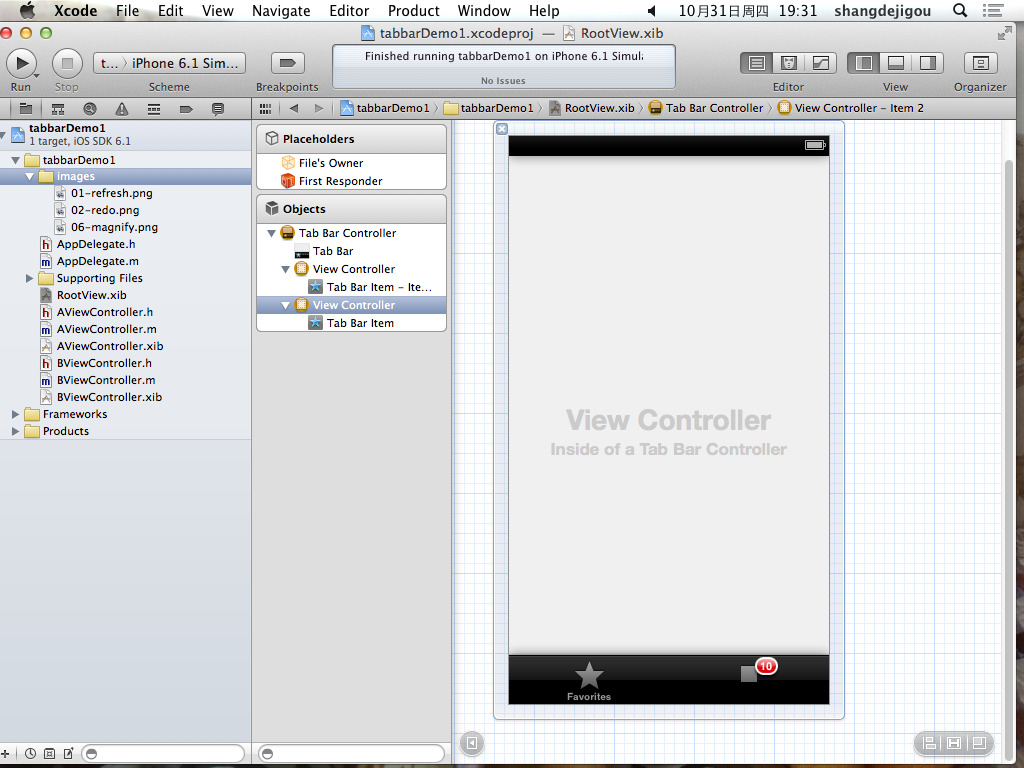 Xcode File Edit View Navigate Editor Product Window Help 10月31日周四 19:31 shangdejigou
tabbarDemo1.xcodeproj — RootView.xib
t... › iPhone 6.1 Sim...
Finished running tabbarDemo1 on iPhone 6.1 Simul
No Issues
Run Stop Scheme Breakpoints Editor View Organizer
tabbarDemo1 › tabbarDemo1 › RootView.xib › Tab Bar Controller › View Controller – Item 2
tabbarDemo1
1 target, iOS SDK 6.1
tabbarDemo1
images
01-refresh.png
02-redo.png
06-magnify.png
AppDelegate.h
AppDelegate.m
Supporting Files
RootView.xib
AViewController.h
AViewController.m
AViewController.xib
BViewController.h
BViewController.m
BViewController.xib
Frameworks
Products
Placeholders
File's Owner
First Responder
Objects
Tab Bar Controller
Tab Bar
View Controller
Tab Bar Item – Ite...
View Controller
Tab Bar Item
View Controller
Inside of a Tab Bar Controller
10
Favorites